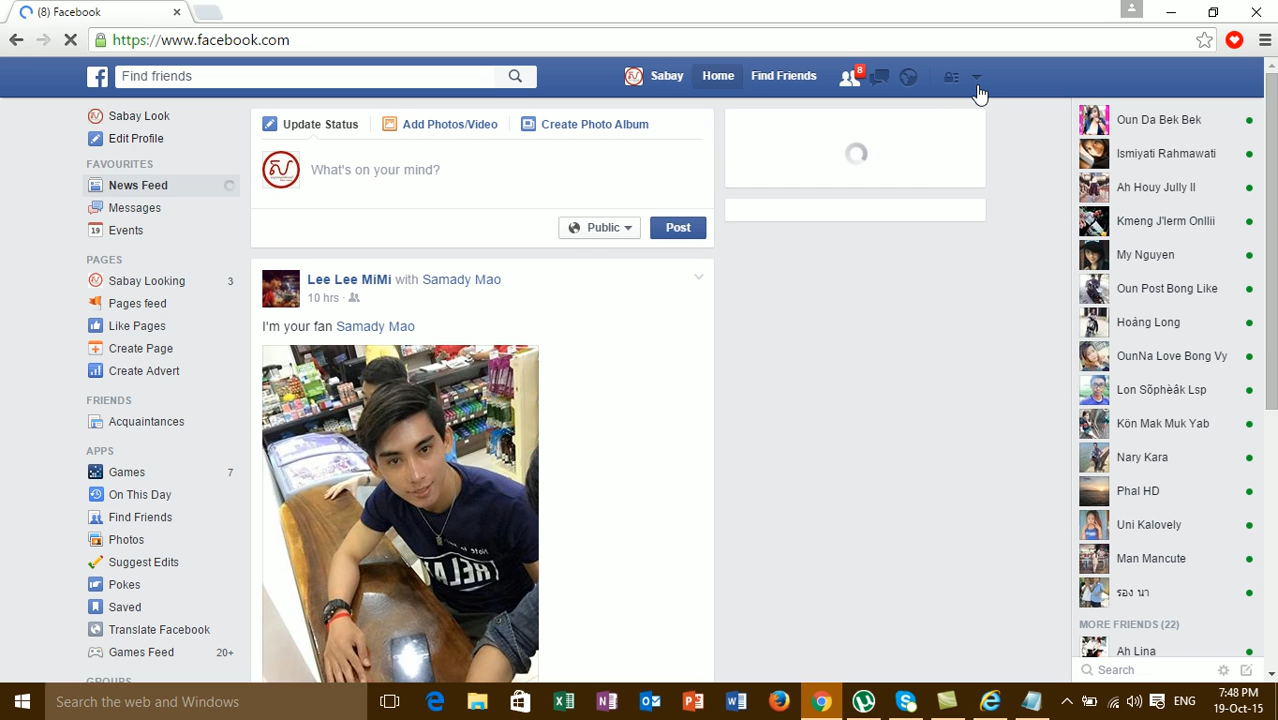 (8) Facebook
https://www.facebook.com
Find friends
Sabay
Home
Find Friends
8
Sabay Look
Edit Profile
FAVOURITES
News Feed
Messages
19
Events
PAGES
Sabay Looking
3
Pages feed
Like Pages
Create Page
Create Advert
FRIENDS
Acquaintances
APPS
Games
7
On This Day
Find Friends
Photos
Suggest Edits
Pokes
Saved
Translate Facebook
Games Feed
20+
GROUPS
Update Status
Add Photos/Video
Create Photo Album
What's on your mind?
Public
Post
Lee Lee MiMi with Samady Mao
10 hrs ·
I'm your fan Samady Mao
Oun Da Bek Bek
Ismiyati Rahmawati
Ah Houy Jully II
Kmeng J'lerm Onllii
My Nguyen
Oun Post Bong Like
Hoâng Long
OunNa Love Bong Vy
Lon Sõphèâk Lsp
Kön Mak Muk Yab
Nary Kara
Phal HD
Uni Kalovely
Man Mancute
รอง นา
MORE FRIENDS (22)
Ah Lina
Search
Search the web and Windows
ENG
7:48 PM
19-Oct-15